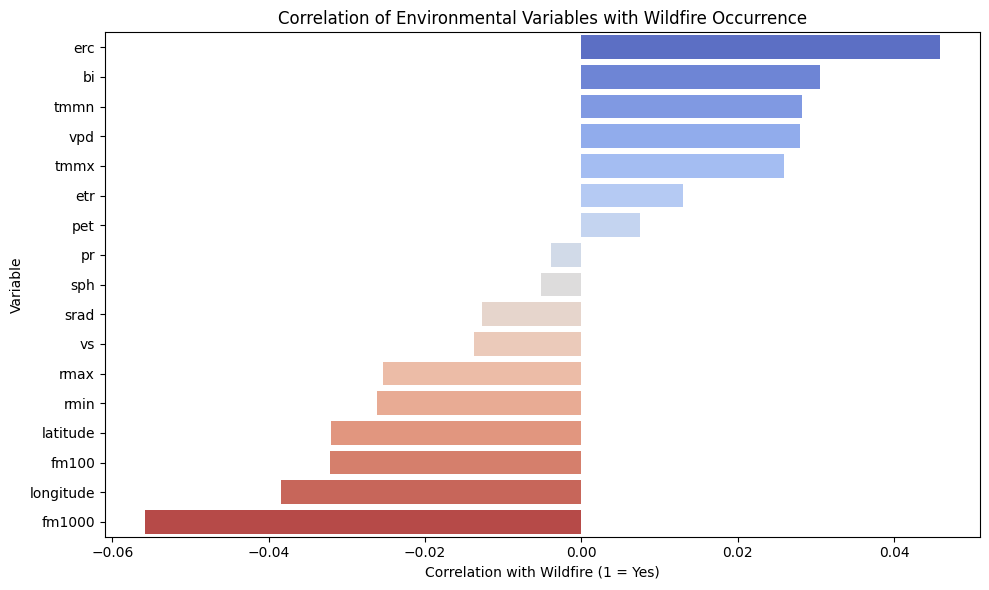 Correlation of Environmental Variables with Wildfire Occurrence
Variable
erc
bi
tmmn
vpd
tmmx
etr
pet
pr
sph
srad
vs
rmax
rmin
latitude
fm100
longitude
fm1000
−0.06 −0.04 −0.02 0.00 0.02 0.04
Correlation with Wildfire (1 = Yes)